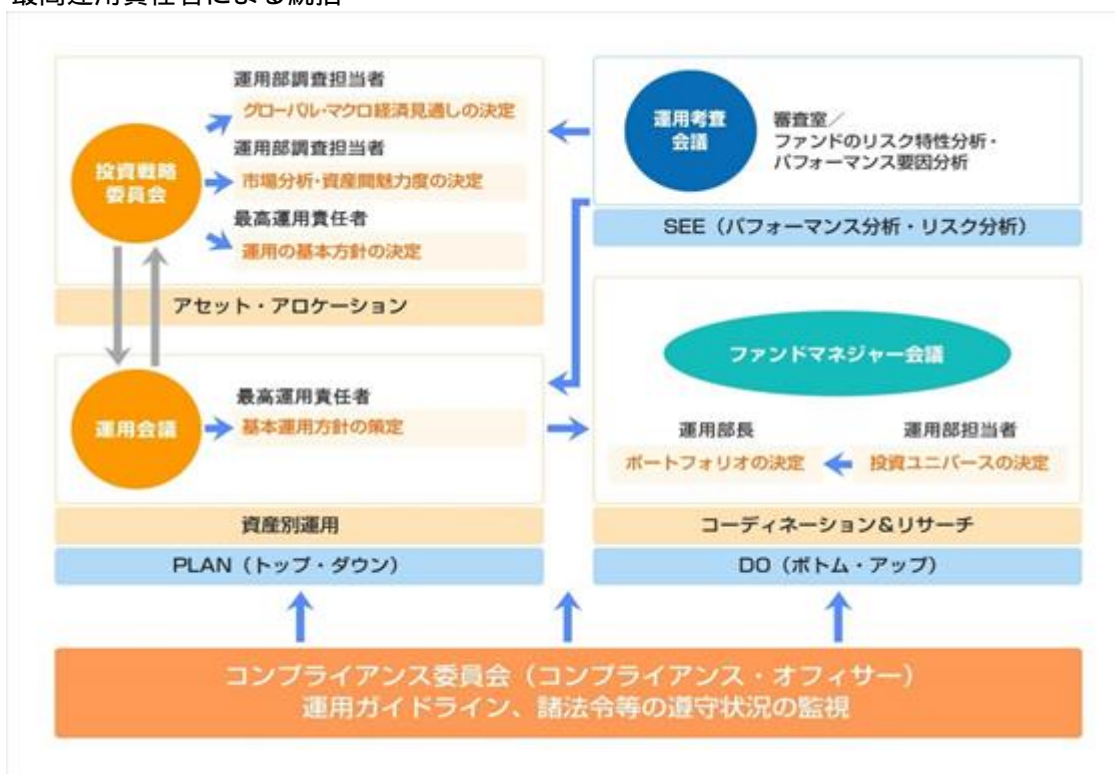 最高運用責任者による統括
運用部調査担当者
グローバル・マクロ経済見通しの決定
運用部調査担当者
市場分析・資産間魅力度の決定
最高運用責任者
運用の基本方針の決定
投資戦略
委員会
アセット・アロケーション
運用会議
最高運用責任者
基本運用方針の策定
資産別運用
PLAN（トップ・ダウン）
運用考査
会議
審査室／
ファンドのリスク特性分析・
パフォーマンス要因分析
SEE（パフォーマンス分析・リスク分析）
ファンドマネジャー会議
運用部長
ポートフォリオの決定
運用部担当者
投資ユニバースの決定
コーディネーション＆リサーチ
DO（ボトム・アップ）
コンプライアンス委員会（コンプライアンス・オフィサー）
運用ガイドライン、諸法令等の遵守状況の監視